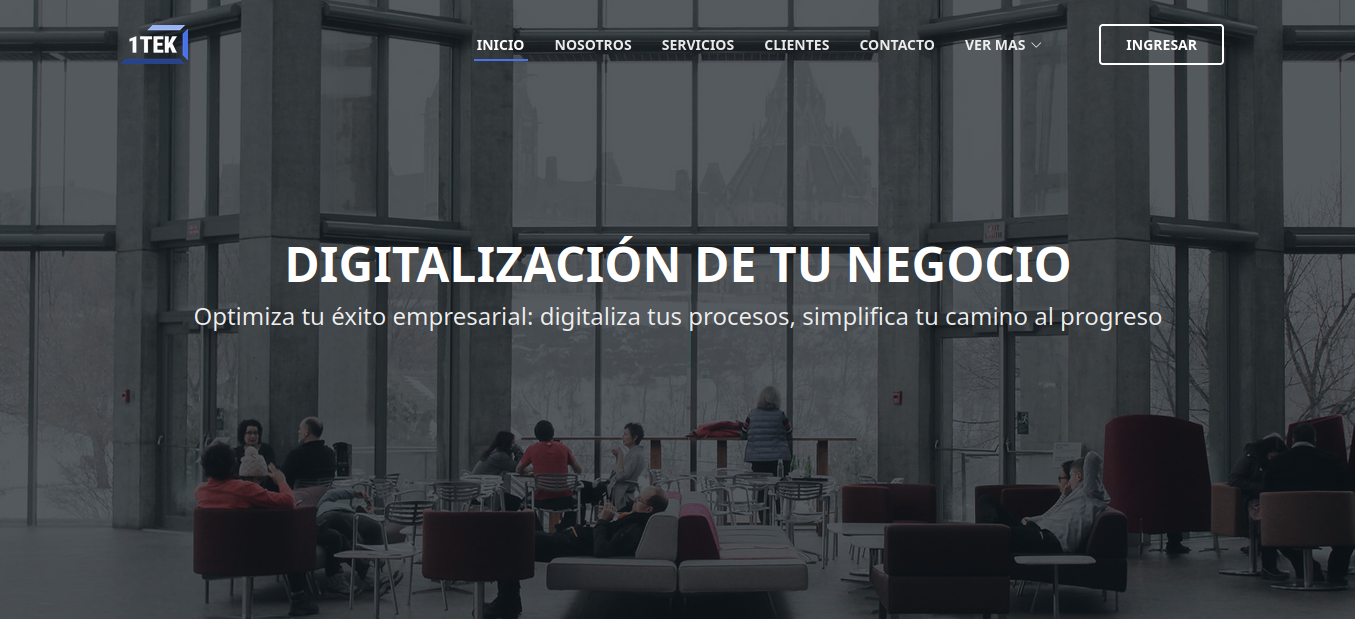 1TEK
INICIO NOSOTROS SERVICIOS CLIENTES CONTACTO VER MAS INGRESAR
DIGITALIZACIÓN DE TU NEGOCIO
Optimiza tu éxito empresarial: digitaliza tus procesos, simplifica tu camino al progreso